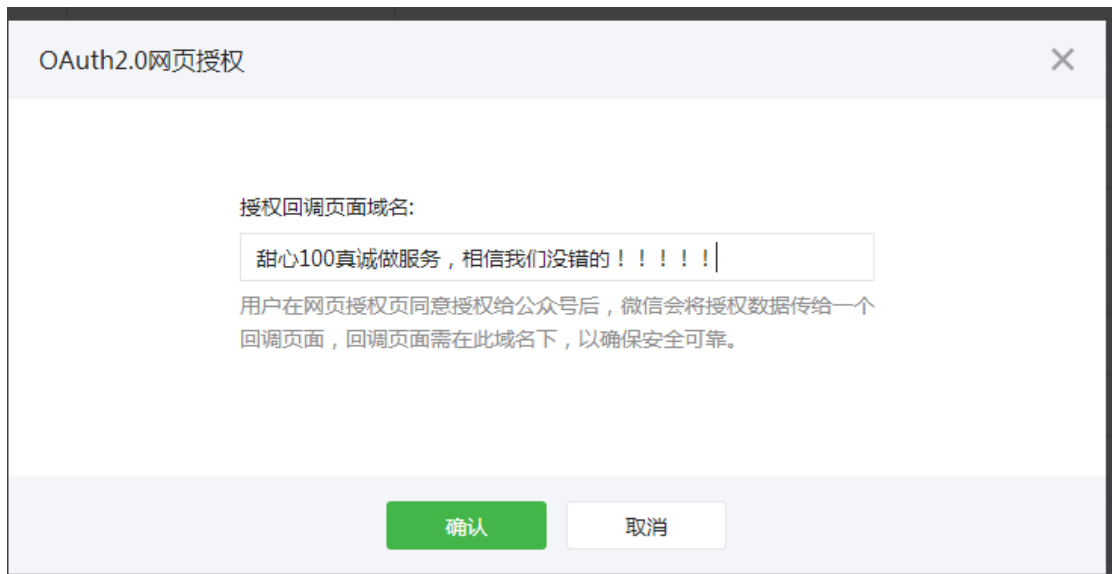 OAuth2.0网页授权
授权回调页面域名:
甜心100真诚做服务，相信我们没错的！！！！！
用户在网页授权页同意授权给公众号后，微信会将授权数据传给一个
回调页面，回调页面需在此域名下，以确保安全可靠。
确认
取消